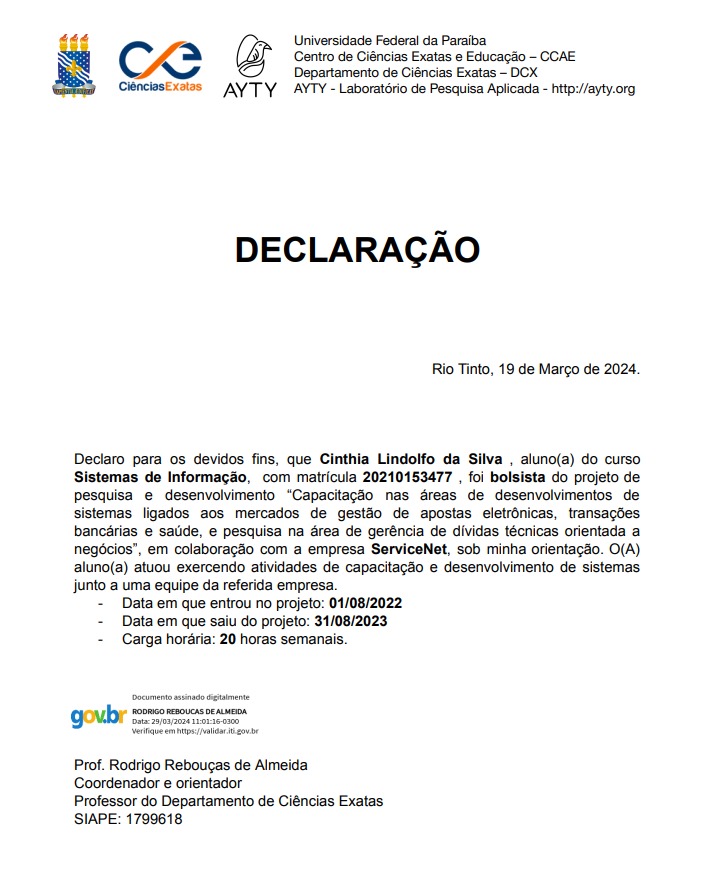 Universidade Federal da Paraíba
Centro de Ciências Exatas e Educação – CCAE
Departamento de Ciências Exatas – DCX
AYTY - Laboratório de Pesquisa Aplicada - http://ayty.org
CiênciasExatas
AYTY
DECLARAÇÃO
Rio Tinto, 19 de Março de 2024.
Declaro para os devidos fins, que Cinthia Lindolfo da Silva , aluno(a) do curso
Sistemas de Informação, com matrícula 20210153477 , foi bolsista do projeto de
pesquisa e desenvolvimento “Capacitação nas áreas de desenvolvimentos de
sistemas ligados aos mercados de gestão de apostas eletrônicas, transações
bancárias e saúde, e pesquisa na área de gerência de dívidas técnicas orientada a
negócios”, em colaboração com a empresa ServiceNet, sob minha orientação. O(A)
aluno(a) atuou exercendo atividades de capacitação e desenvolvimento de sistemas
junto a uma equipe da referida empresa.
- Data em que entrou no projeto: 01/08/2022
- Data em que saiu do projeto: 31/08/2023
- Carga horária: 20 horas semanais.
gov.br
Documento assinado digitalmente
RODRIGO REBOUCAS DE ALMEIDA
Data: 29/03/2024 11:01:16-0300
Verifique em https://validar.iti.gov.br
Prof. Rodrigo Rebouças de Almeida
Coordenador e orientador
Professor do Departamento de Ciências Exatas
SIAPE: 1799618